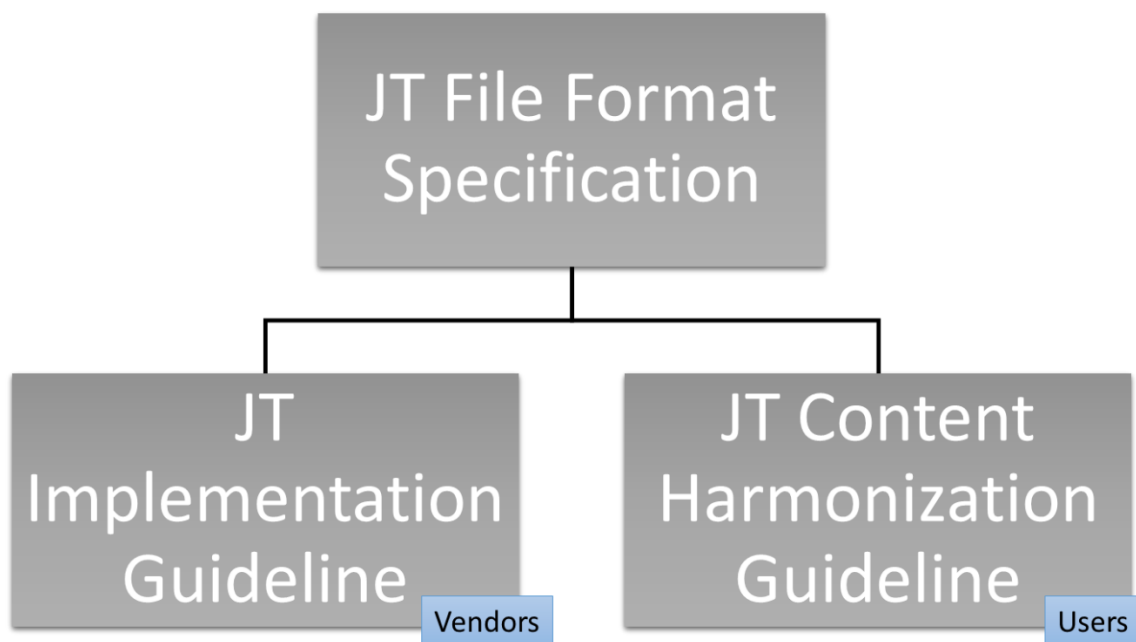 JT File Format
Specification
JT
Implementation
Guideline
Vendors
JT Content
Harmonization
Guideline
Users